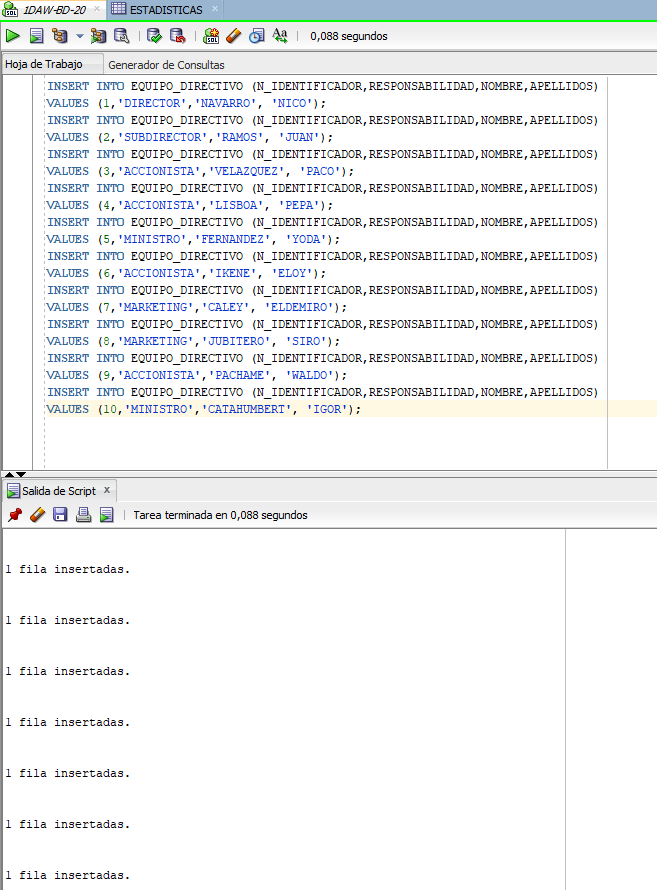 IDAW-BD-20
ESTADISTICAS
0,088 segundos
Hoja de Trabajo
Generador de Consultas
INSERT INTO EQUIPO_DIRECTIVO (N_IDENTIFICADOR,RESPONSABILIDAD,NOMBRE,APELLIDOS)
VALUES (1,'DIRECTOR','NAVARRO', 'NICO');
INSERT INTO EQUIPO_DIRECTIVO (N_IDENTIFICADOR,RESPONSABILIDAD,NOMBRE,APELLIDOS)
VALUES (2,'SUBDIRECTOR','RAMOS', 'JUAN');
INSERT INTO EQUIPO_DIRECTIVO (N_IDENTIFICADOR,RESPONSABILIDAD,NOMBRE,APELLIDOS)
VALUES (3,'ACCIONISTA','VELAZQUEZ', 'PACO');
INSERT INTO EQUIPO_DIRECTIVO (N_IDENTIFICADOR,RESPONSABILIDAD,NOMBRE,APELLIDOS)
VALUES (4,'ACCIONISTA','LISBOA', 'PEPA');
INSERT INTO EQUIPO_DIRECTIVO (N_IDENTIFICADOR,RESPONSABILIDAD,NOMBRE,APELLIDOS)
VALUES (5,'MINISTRO','FERNANDEZ', 'YODA');
INSERT INTO EQUIPO_DIRECTIVO (N_IDENTIFICADOR,RESPONSABILIDAD,NOMBRE,APELLIDOS)
VALUES (6,'ACCIONISTA','IKENE', 'ELOY');
INSERT INTO EQUIPO_DIRECTIVO (N_IDENTIFICADOR,RESPONSABILIDAD,NOMBRE,APELLIDOS)
VALUES (7,'MARKETING','CALEY', 'ELDEMIRO');
INSERT INTO EQUIPO_DIRECTIVO (N_IDENTIFICADOR,RESPONSABILIDAD,NOMBRE,APELLIDOS)
VALUES (8,'MARKETING','JUBITERO', 'SIRO');
INSERT INTO EQUIPO_DIRECTIVO (N_IDENTIFICADOR,RESPONSABILIDAD,NOMBRE,APELLIDOS)
VALUES (9,'ACCIONISTA','PACHAME', 'WALDO');
INSERT INTO EQUIPO_DIRECTIVO (N_IDENTIFICADOR,RESPONSABILIDAD,NOMBRE,APELLIDOS)
VALUES (10,'MINISTRO','CATAHUMBERT', 'IGOR');
Salida de Script
Tarea terminada en 0,088 segundos
1 fila insertadas.
1 fila insertadas.
1 fila insertadas.
1 fila insertadas.
1 fila insertadas.
1 fila insertadas.
1 fila insertadas.